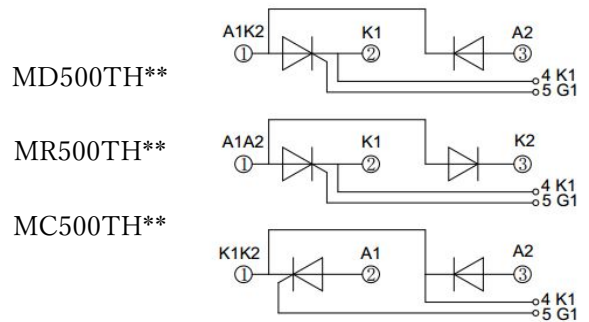 A1K2 K1 A2
① ② ③
MD500TH**
4 K1
5 G1
A1A2 K1 K2
MR500TH**
① ② ③
4 K1
5 G1
MC500TH**
K1K2 A1 A2
① ② ③
4 K1
5 G1